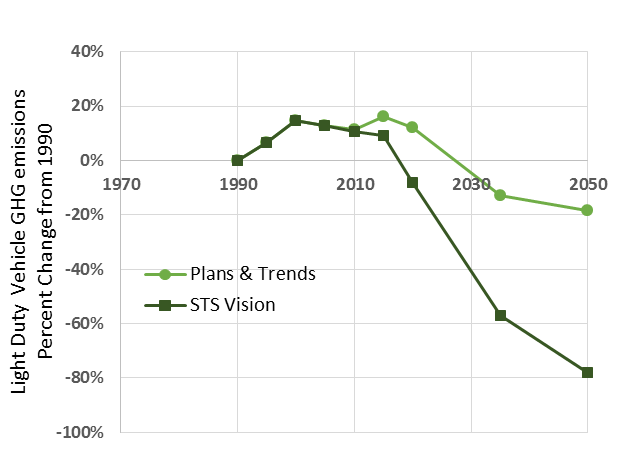 40%
20%
0%
1970 1990 2010 2030 2050
-20%
-40%
-60%
-80%
-100%
Light Duty Vehicle GHG emissions
Percent Change from 1990
Plans & Trends
STS Vision